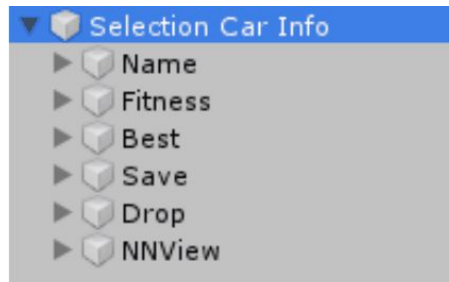 Selection Car Info
Name
Fitness
Best
Save
Drop
NNView